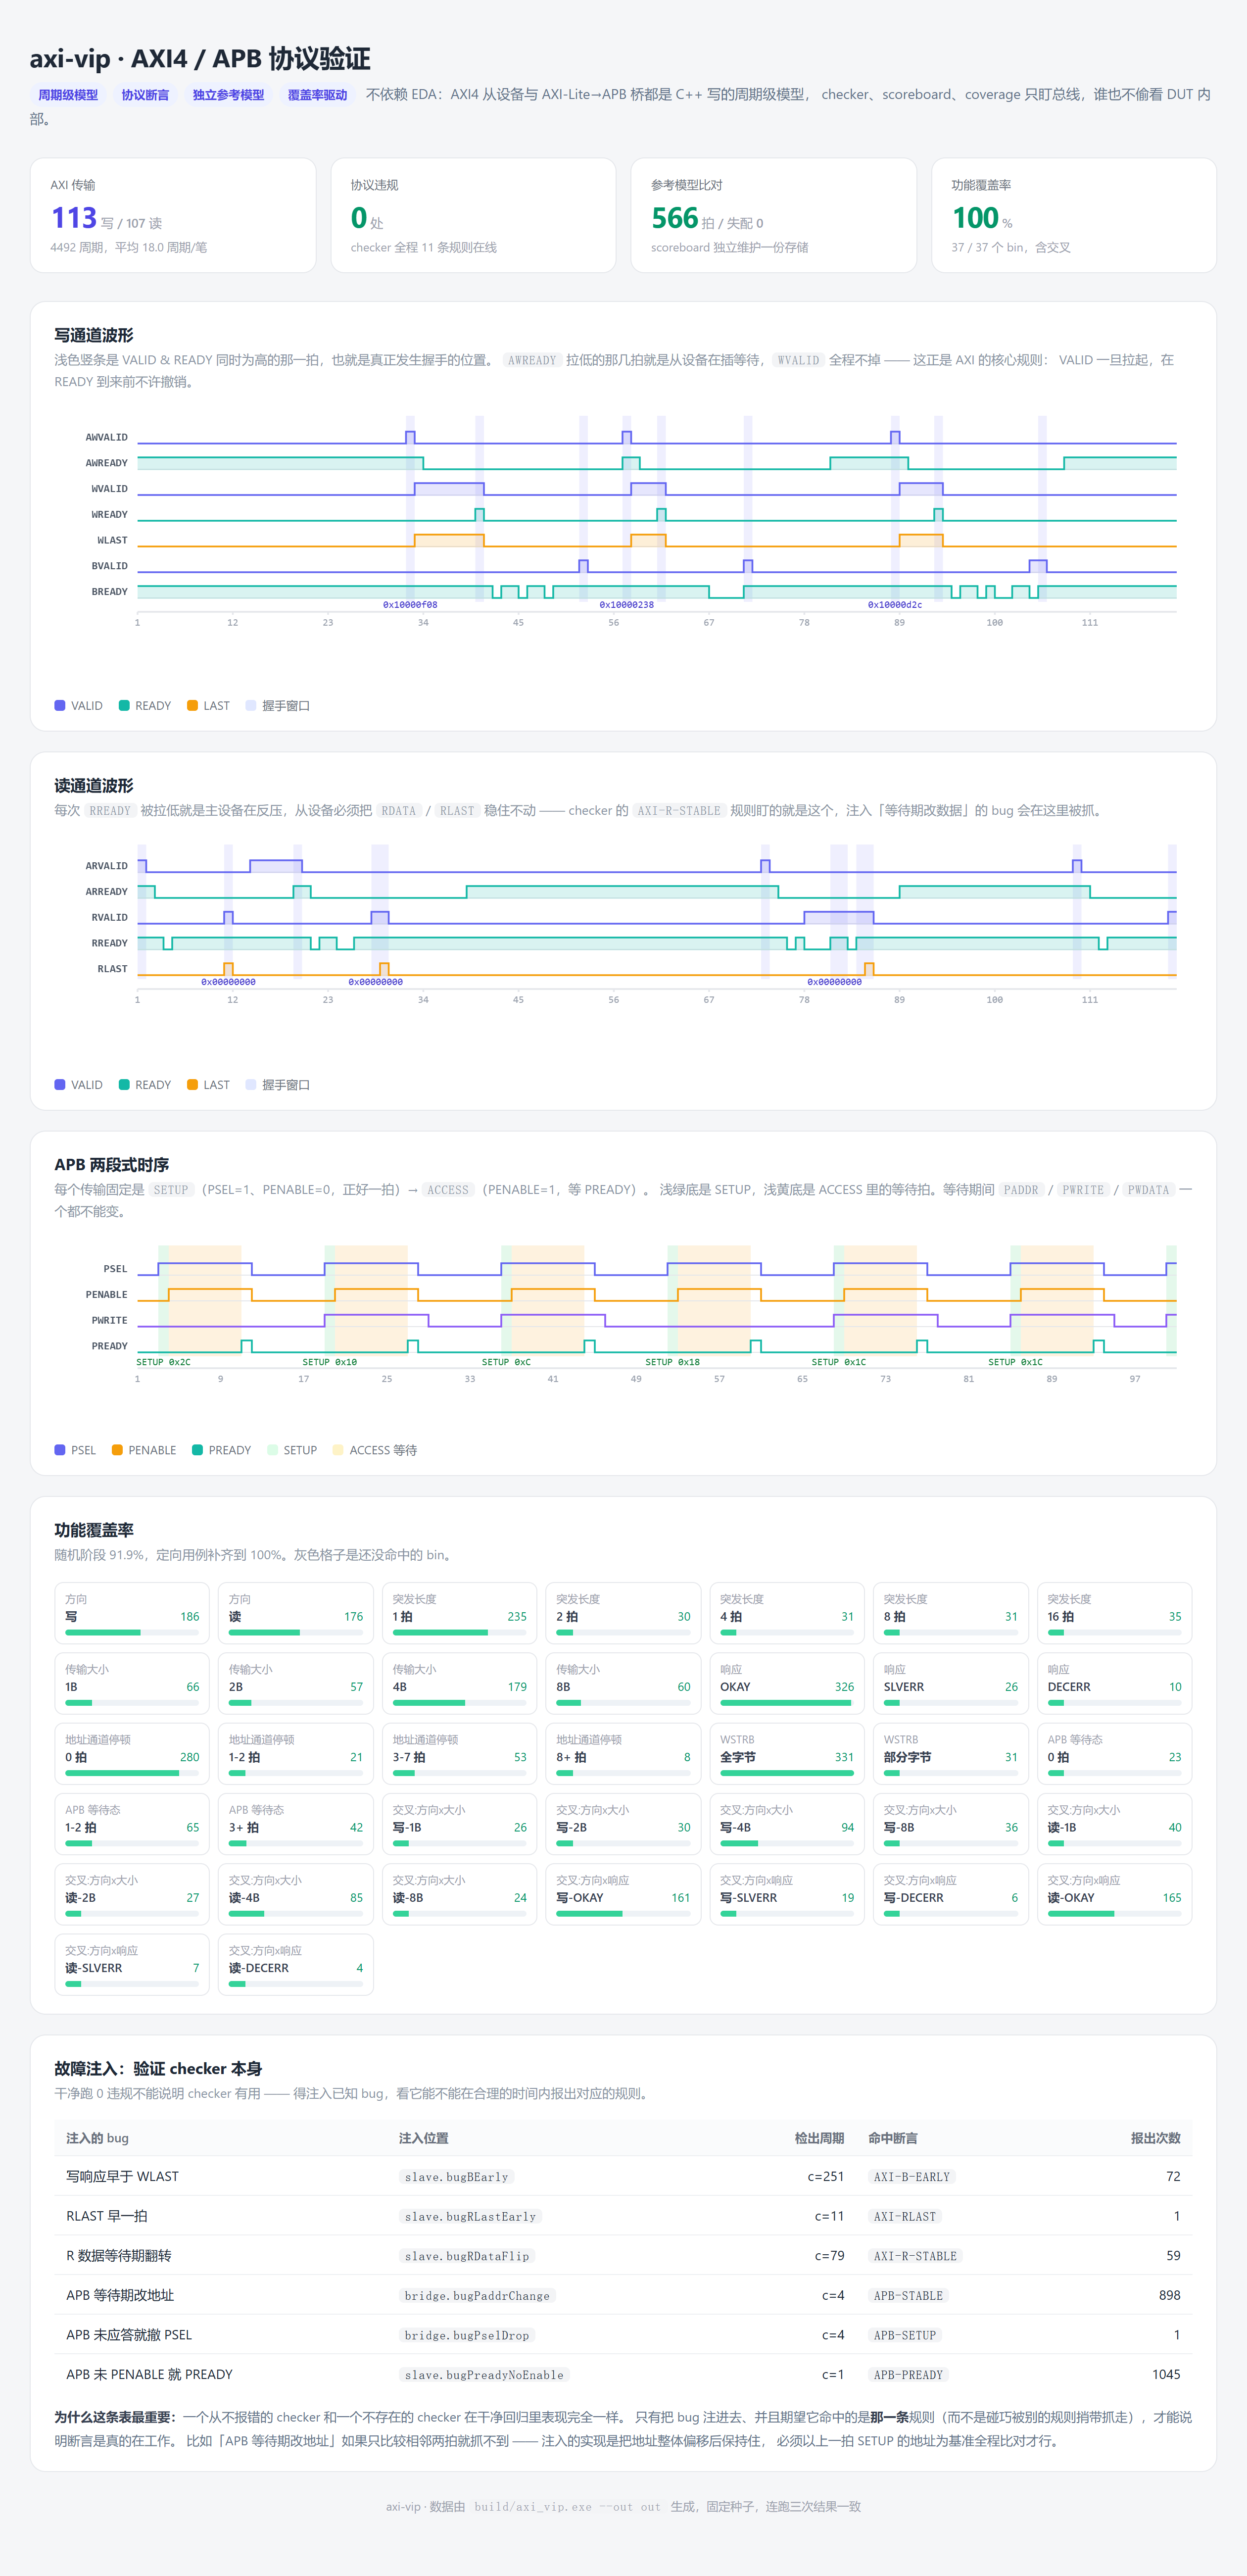 axi-vip · AXI4 / APB 协议验证
周期级模型 协议断言 独立参考模型 覆盖率驱动 不依赖 EDA：AXI4 从设备与 AXI-Lite→APB 桥都是 C++ 写的周期级模型， checker、scoreboard、coverage 只盯总线，谁也不偷看 DUT 内
部。
AXI 传输
113 写 / 107 读
4492 周期，平均 18.0 周期/笔
协议违规
0 处
checker 全程 11 条规则在线
参考模型比对
566 拍 / 失配 0
scoreboard 独立维护一份存储
功能覆盖率
100 %
37 / 37 个 bin，含交叉
写通道波形
浅色竖条是 VALID & READY 同时为高的那一拍，也就是真正发生握手的位置。 AWREADY 拉低的那几拍就是从设备在插等待， WVALID 全程不掉 —— 这正是 AXI 的核心规则： VALID 一旦拉起，在
READY 到来前不许撤销。
AWVALID
AWREADY
WVALID
WREADY
WLAST
BVALID
BREADY
0x10000f08 0x10000238 0x10000d2c
1 12 23 34 45 56 67 78 89 100 111
VALID READY LAST 握手窗口
读通道波形
每次 RREADY 被拉低就是主设备在反压，从设备必须把 RDATA / RLAST 稳住不动 —— checker 的 AXI-R-STABLE 规则盯的就是这个，注入「等待期改数据」的 bug 会在这里被抓。
ARVALID
ARREADY
RVALID
RREADY
RLAST
0x00000000 0x00000000 0x00000000
1 12 23 34 45 56 67 78 89 100 111
VALID READY LAST 握手窗口
APB 两段式时序
每个传输固定是 SETUP （PSEL=1、PENABLE=0，正好一拍）→ ACCESS （PENABLE=1，等 PREADY）。 浅绿底是 SETUP，浅黄底是 ACCESS 里的等待拍。等待期间 PADDR / PWRITE / PWDATA 一
个都不能变。
PSEL
PENABLE
PWRITE
PREADY
SETUP 0x2C SETUP 0x10 SETUP 0xC SETUP 0x18 SETUP 0x1C SETUP 0x1C
1 9 17 25 33 41 49 57 65 73 81 89 97
PSEL PENABLE PREADY SETUP ACCESS 等待
功能覆盖率
随机阶段 91.9%，定向用例补齐到 100%。灰色格子是还没命中的 bin。
方向 方向 突发长度 突发长度 突发长度 突发长度 突发长度
写 186 读 176 1 拍 235 2 拍 30 4 拍 31 8 拍 31 16 拍 35
传输大小 传输大小 传输大小 传输大小 响应 响应 响应
1B 66 2B 57 4B 179 8B 60 OKAY 326 SLVERR 26 DECERR 10
地址通道停顿 地址通道停顿 地址通道停顿 地址通道停顿 WSTRB WSTRB APB 等待态
0 拍 280 1-2 拍 21 3-7 拍 53 8+ 拍 8 全字节 331 部分字节 31 0 拍 23
APB 等待态 APB 等待态 交叉:方向x大小 交叉:方向x大小 交叉:方向x大小 交叉:方向x大小 交叉:方向x大小
1-2 拍 65 3+ 拍 42 写-1B 26 写-2B 30 写-4B 94 写-8B 36 读-1B 40
交叉:方向x大小 交叉:方向x大小 交叉:方向x大小 交叉:方向x响应 交叉:方向x响应 交叉:方向x响应 交叉:方向x响应
读-2B 27 读-4B 85 读-8B 24 写-OKAY 161 写-SLVERR 19 写-DECERR 6 读-OKAY 165
交叉:方向x响应 交叉:方向x响应
读-SLVERR 7 读-DECERR 4
故障注入：验证 checker 本身
干净跑 0 违规不能说明 checker 有用 —— 得注入已知 bug，看它能不能在合理的时间内报出对应的规则。
注入的 bug 注入位置 检出周期 命中断言 报出次数
写响应早于 WLAST slave.bugBEarly c=251 AXI-B-EARLY 72
RLAST 早一拍 slave.bugRLastEarly c=11 AXI-RLAST 1
R 数据等待期翻转 slave.bugRDataFlip c=79 AXI-R-STABLE 59
APB 等待期改地址 bridge.bugPaddrChange c=4 APB-STABLE 898
APB 未应答就撤 PSEL bridge.bugPselDrop c=4 APB-SETUP 1
APB 未 PENABLE 就 PREADY slave.bugPreadyNoEnable c=1 APB-PREADY 1045
为什么这条表最重要：一个从不报错的 checker 和一个不存在的 checker 在干净回归里表现完全一样。 只有把 bug 注进去、并且期望它命中的是那一条规则（而不是碰巧被别的规则捎带抓走），才能说
明断言是真的在工作。 比如「APB 等待期改地址」如果只比较相邻两拍就抓不到 —— 注入的实现是把地址整体偏移后保持住， 必须以上一拍 SETUP 的地址为基准全程比对才行。
axi-vip · 数据由 build/axi_vip.exe --out out 生成，固定种子，连跑三次结果一致